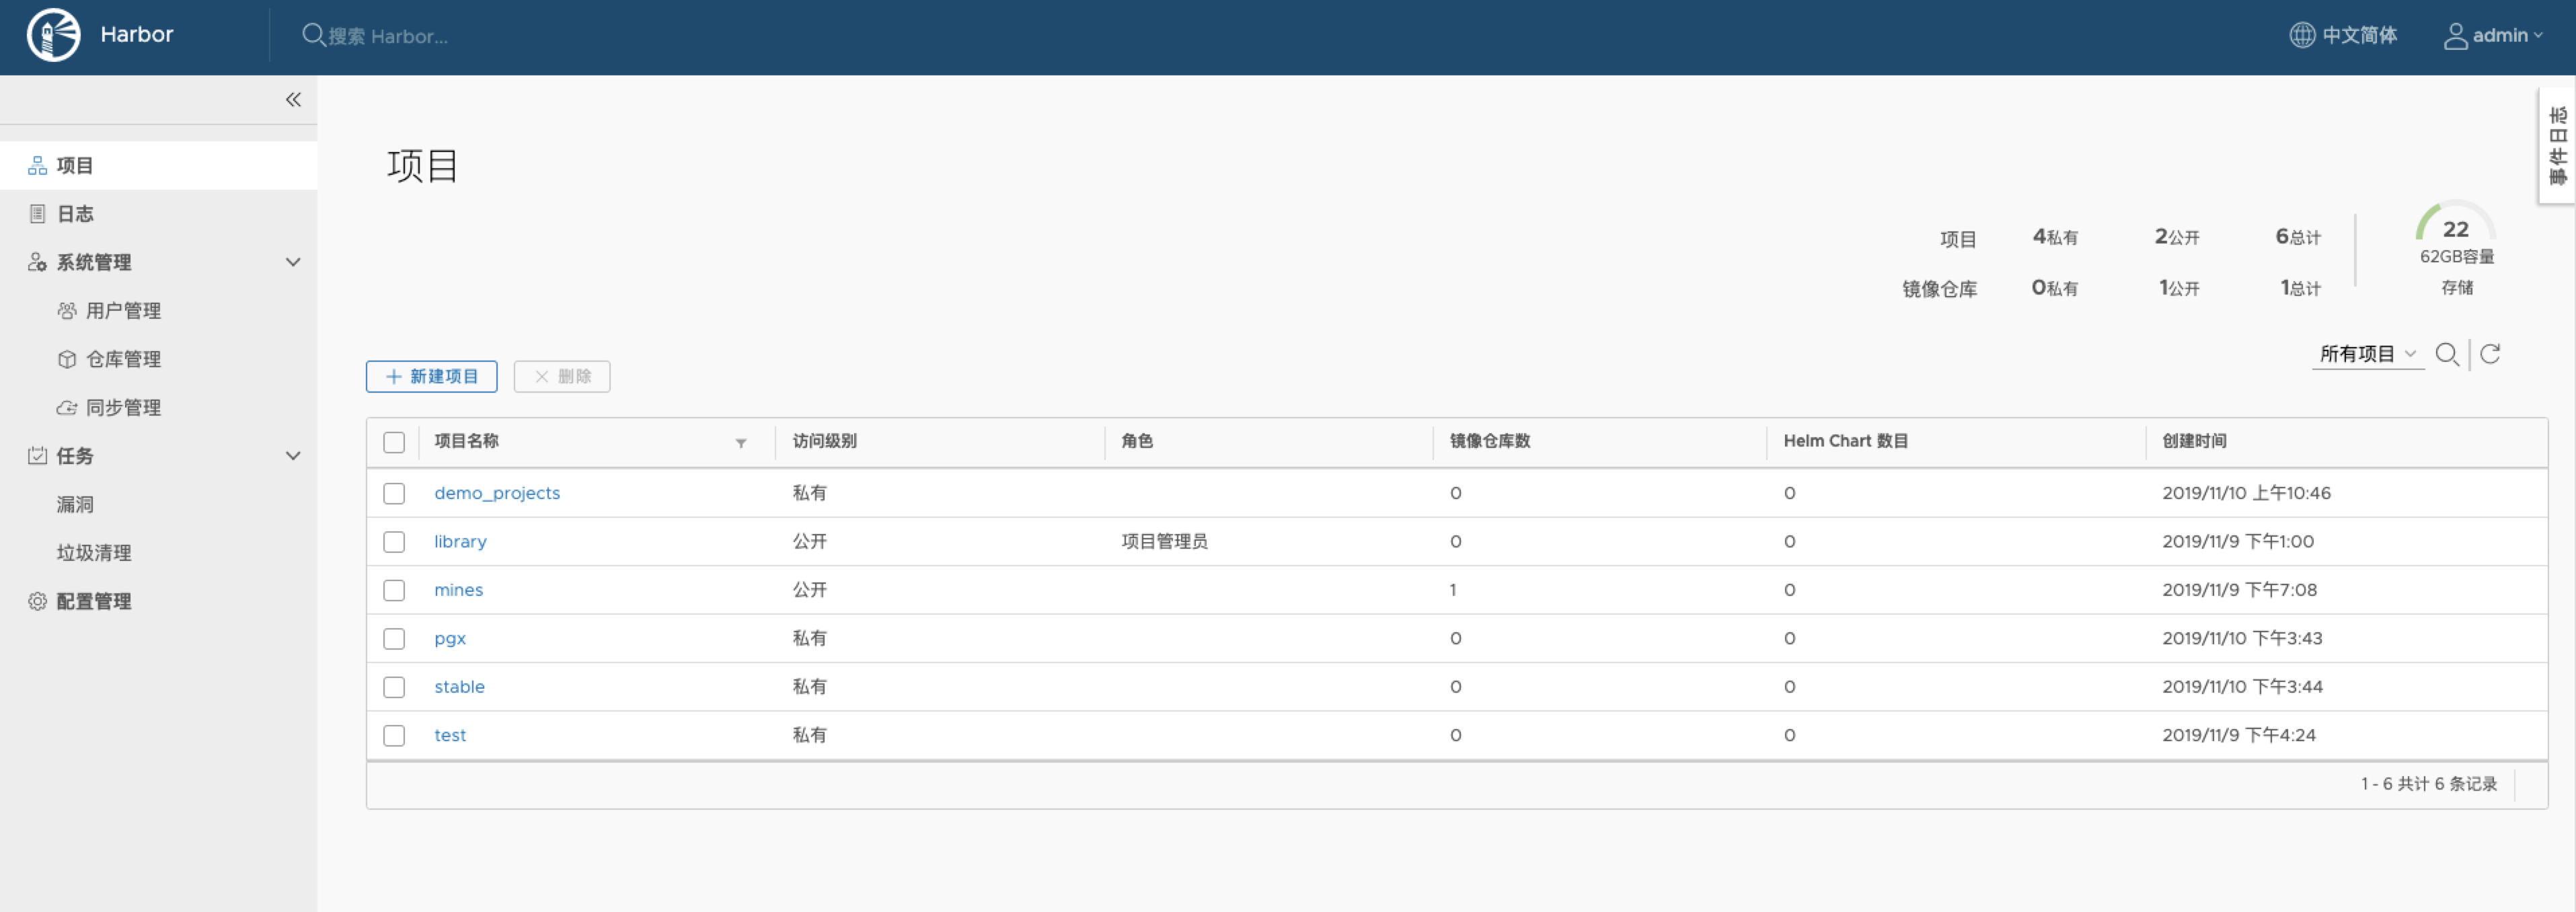 Harbor
搜索 Harbor...
中文简体
admin
事件日志
项目
日志
系统管理
用户管理
仓库管理
同步管理
任务
漏洞
垃圾清理
配置管理
项目
项目 4私有 2公开 6总计
镜像仓库 0私有 1公开 1总计
22
62GB容量
存储
所有项目
新建项目
删除
项目名称 访问级别 角色 镜像仓库数 Helm Chart 数目 创建时间
demo_projects 私有 0 0 2019/11/10 上午10:46
library 公开 项目管理员 0 0 2019/11/9 下午1:00
mines 公开 1 0 2019/11/9 下午7:08
pgx 私有 0 0 2019/11/10 下午3:43
stable 私有 0 0 2019/11/10 下午3:44
test 私有 0 0 2019/11/9 下午4:24
1 - 6 共计 6 条记录